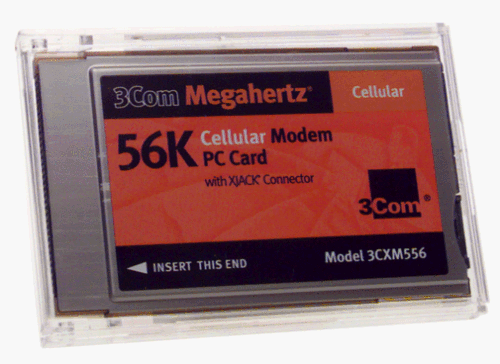 3Com Megahertz® Cellular
56K Cellular Modem
PC Card
with XJACK® Connector
3Com®
Model 3CXM556
◄ INSERT THIS END